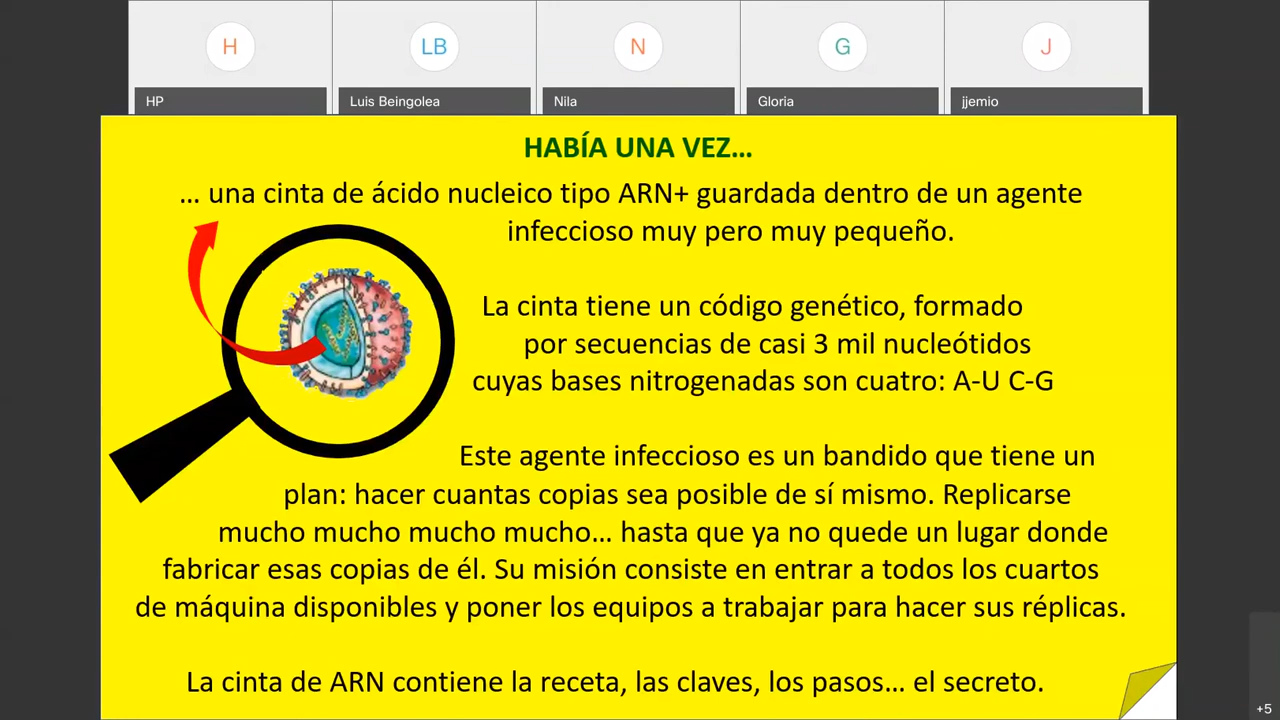 H
LB
N
G
J
HP
Luis Beingolea
Nila
Gloria
jjemio
HABÍA UNA VEZ...
... una cinta de ácido nucleico tipo ARN+ guardada dentro de un agente
infeccioso muy pero muy pequeño.
La cinta tiene un código genético, formado
por secuencias de casi 3 mil nucleótidos
cuyas bases nitrogenadas son cuatro: A-U C-G
Este agente infeccioso es un bandido que tiene un
plan: hacer cuantas copias sea posible de sí mismo. Replicarse
mucho mucho mucho mucho... hasta que ya no quede un lugar donde
fabricar esas copias de él. Su misión consiste en entrar a todos los cuartos
de máquina disponibles y poner los equipos a trabajar para hacer sus réplicas.
La cinta de ARN contiene la receta, las claves, los pasos... el secreto.
+5